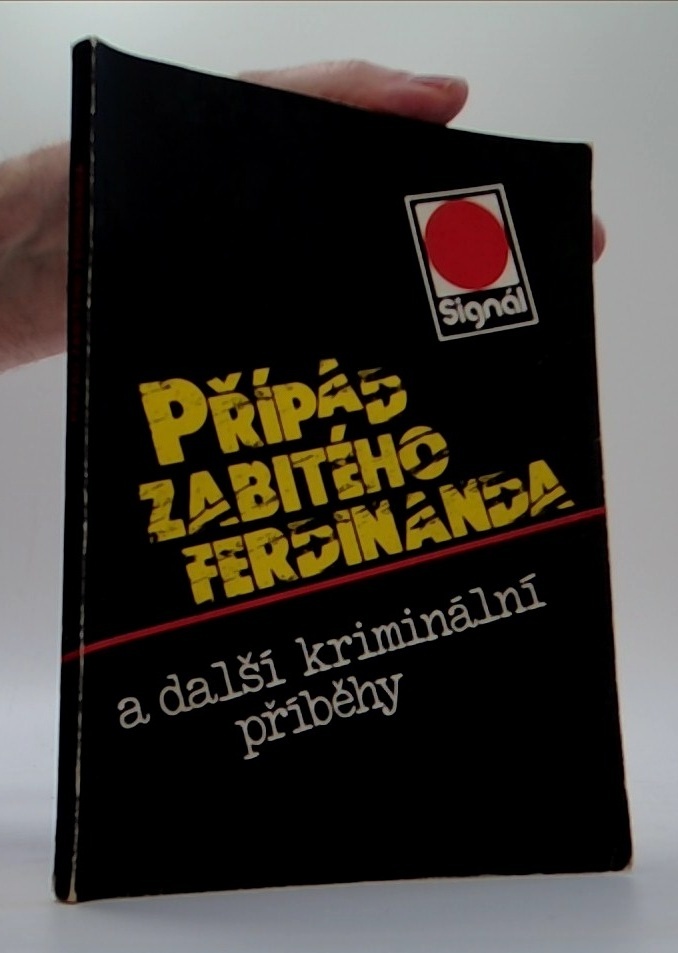 Signál
PŘÍPAD
ZABITÉHO
FERDINANDA
a další kriminální
příběhy